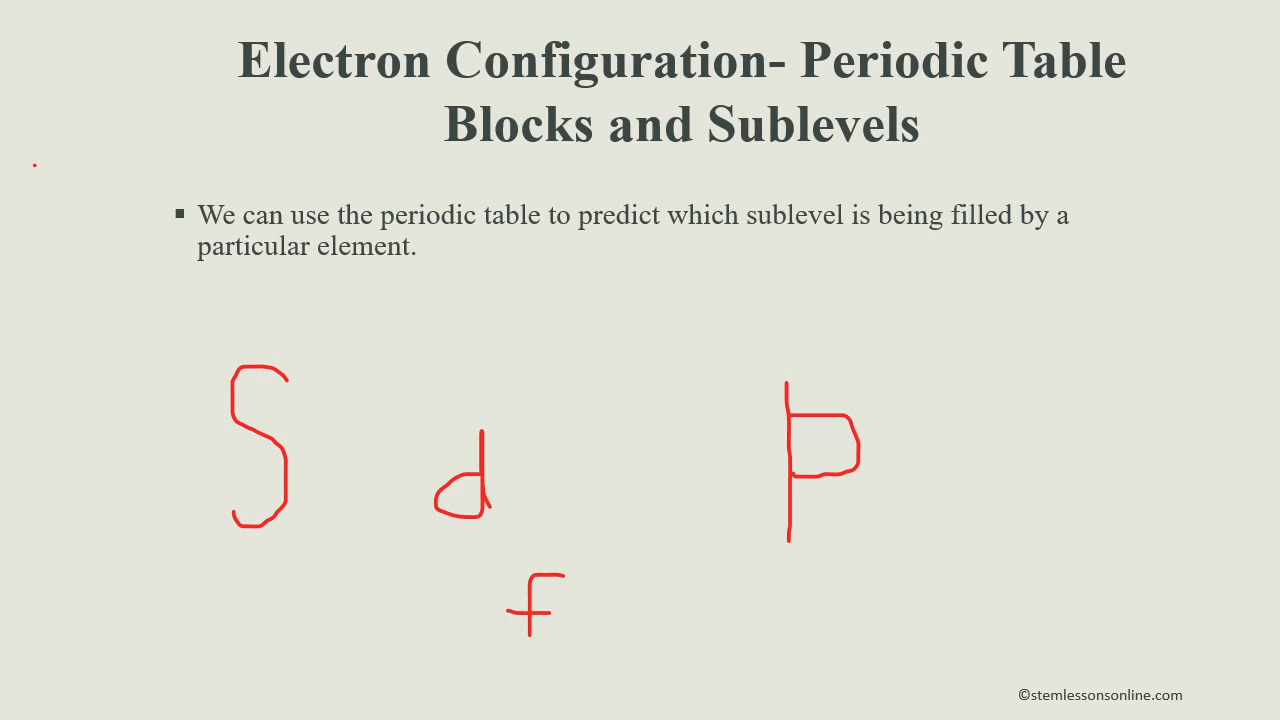 Electron Configuration- Periodic Table
Blocks and Sublevels
▪ We can use the periodic table to predict which sublevel is being filled by a
particular element.
S d p
f
©stemlessonsonline.com